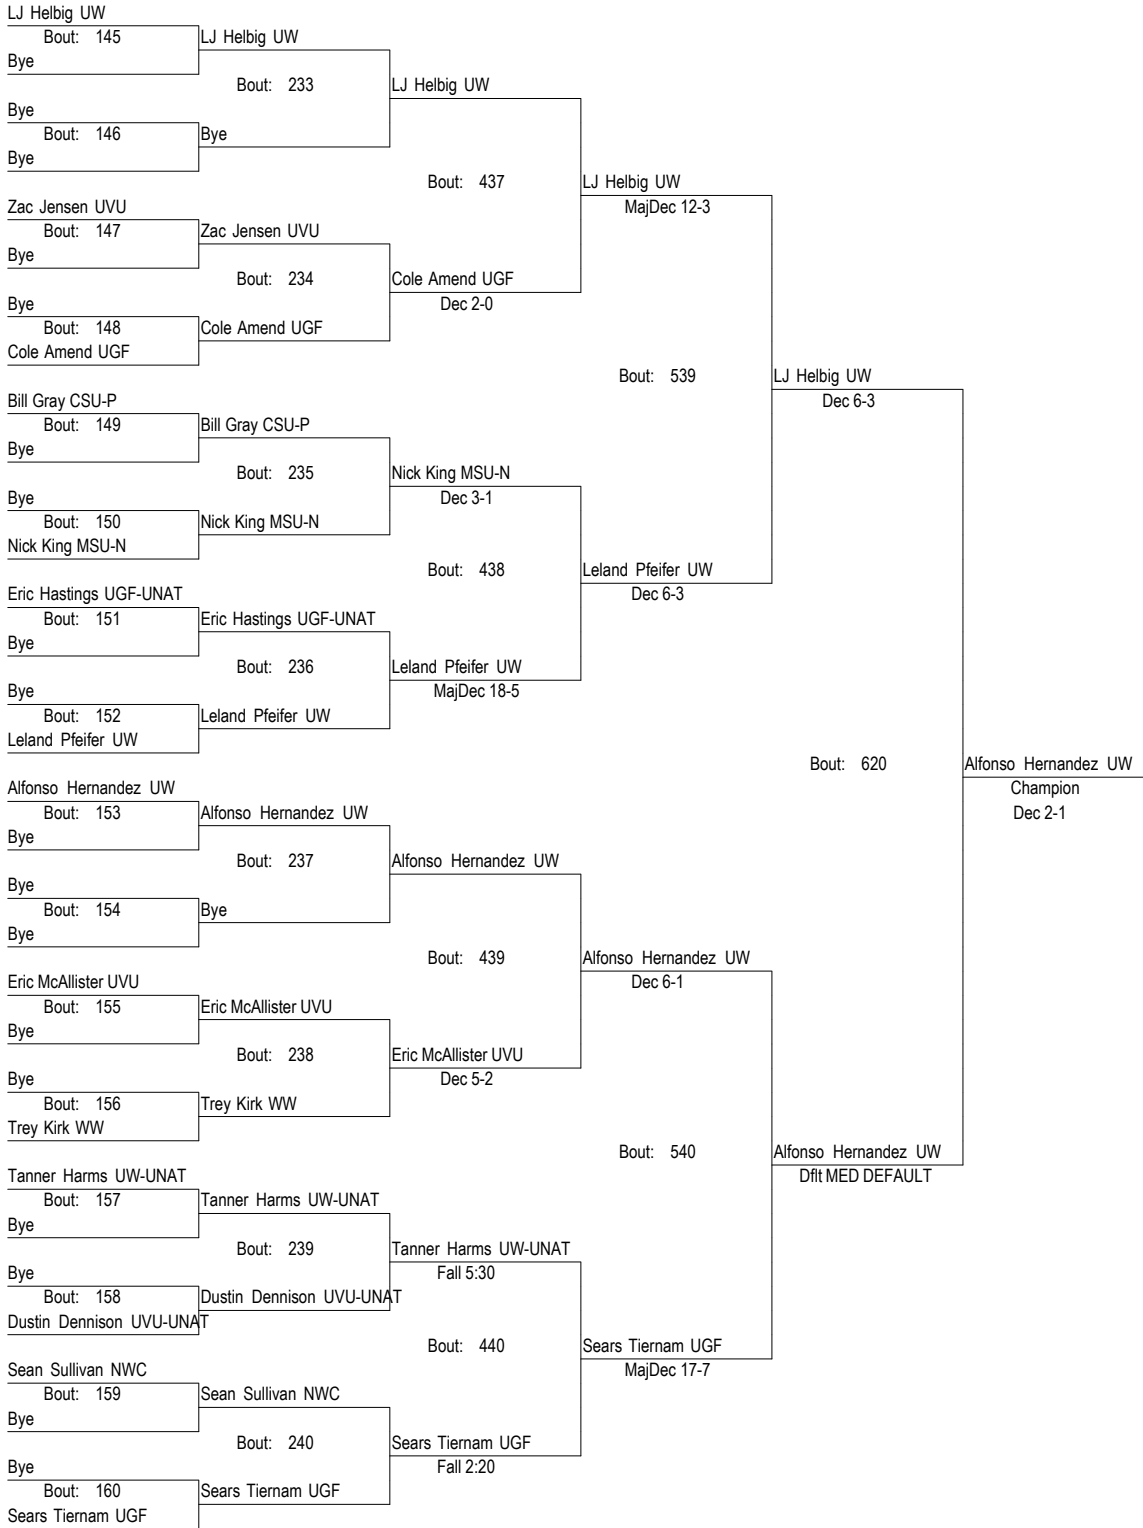 LJ Helbig UW
Bout: 145
LJ Helbig UW
Bye
Bout: 233
LJ Helbig UW
Bye
Bout: 146
Bye
Bye
Bout: 437
LJ Helbig UW
MajDec 12-3
Zac Jensen UVU
Bout: 147
Zac Jensen UVU
Bye
Bout: 234
Cole Amend UGF
Dec 2-0
Bye
Bout: 148
Cole Amend UGF
Cole Amend UGF
Bout: 539
LJ Helbig UW
Dec 6-3
Bill Gray CSU-P
Bout: 149
Bill Gray CSU-P
Bye
Bout: 235
Nick King MSU-N
Dec 3-1
Bye
Bout: 150
Nick King MSU-N
Nick King MSU-N
Bout: 438
Leland Pfeifer UW
Dec 6-3
Eric Hastings UGF-UNAT
Bout: 151
Eric Hastings UGF-UNAT
Bye
Bout: 236
Leland Pfeifer UW
MajDec 18-5
Bye
Bout: 152
Leland Pfeifer UW
Leland Pfeifer UW
Bout: 620
Alfonso Hernandez UW
Champion
Dec 2-1
Alfonso Hernandez UW
Bout: 153
Alfonso Hernandez UW
Bye
Bout: 237
Alfonso Hernandez UW
Bye
Bout: 154
Bye
Bye
Bout: 439
Alfonso Hernandez UW
Dec 6-1
Eric McAllister UVU
Bout: 155
Eric McAllister UVU
Bye
Bout: 238
Eric McAllister UVU
Dec 5-2
Bye
Bout: 156
Trey Kirk WW
Trey Kirk WW
Bout: 540
Alfonso Hernandez UW
Dflt MED DEFAULT
Tanner Harms UW-UNAT
Bout: 157
Tanner Harms UW-UNAT
Bye
Bout: 239
Tanner Harms UW-UNAT
Fall 5:30
Bye
Bout: 158
Dustin Dennison UVU-UNAT
Dustin Dennison UVU-UNAT
Bout: 440
Sears Tiernam UGF
MajDec 17-7
Sean Sullivan NWC
Bout: 159
Sean Sullivan NWC
Bye
Bout: 240
Sears Tiernam UGF
Fall 2:20
Bye
Bout: 160
Sears Tiernam UGF
Sears Tiernam UGF